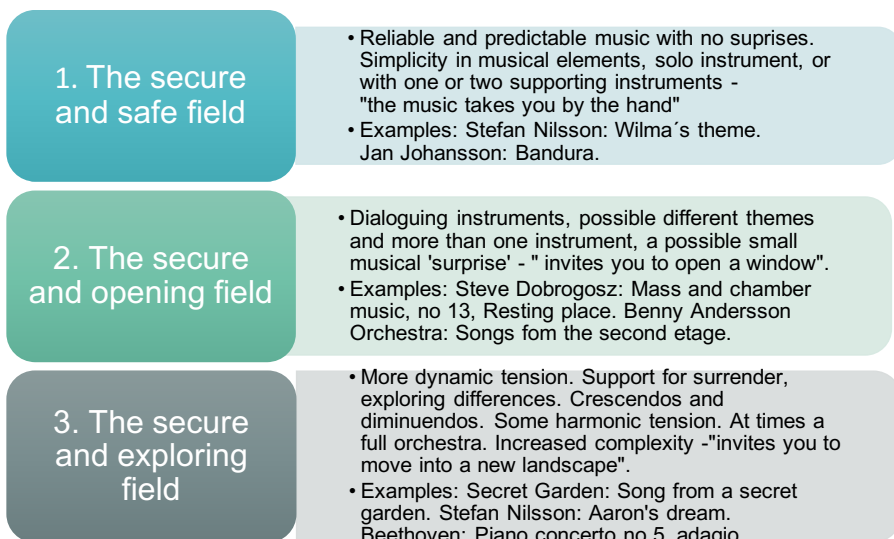 1. The secure
and safe field
• Reliable and predictable music with no suprises.
Simplicity in musical elements, solo instrument, or
with one or two supporting instruments -
"the music takes you by the hand"
• Examples: Stefan Nilsson: Wilma´s theme.
Jan Johansson: Bandura.
2. The secure
and opening field
• Dialoguing instruments, possible different themes
and more than one instrument, a possible small
musical 'surprise' - " invites you to open a window".
• Examples: Steve Dobrogosz: Mass and chamber
music, no 13, Resting place. Benny Andersson
Orchestra: Songs fom the second etage.
3. The secure
and exploring
field
• More dynamic tension. Support for surrender,
exploring differences. Crescendos and
diminuendos. Some harmonic tension. At times a
full orchestra. Increased complexity -"invites you to
move into a new landscape".
• Examples: Secret Garden: Song from a secret
garden. Stefan Nilsson: Aaron's dream.
Beethoven: Piano concerto no 5, adagio